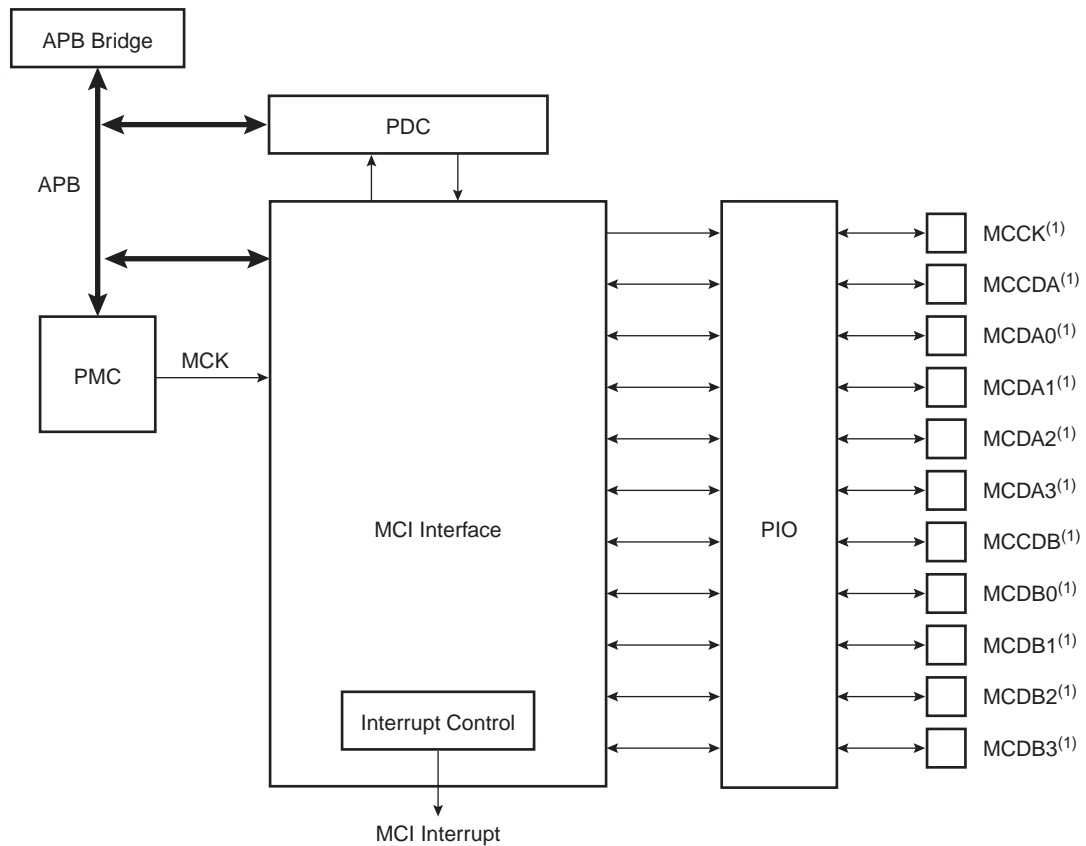 APB Bridge
PDC
APB
MCCK(1)
MCCDA(1)
MCDA0(1)
PMC
MCK
MCDA1(1)
MCDA2(1)
MCDA3(1)
MCI Interface
PIO
MCCDB(1)
MCDB0(1)
MCDB1(1)
MCDB2(1)
Interrupt Control
MCDB3(1)
MCI Interrupt